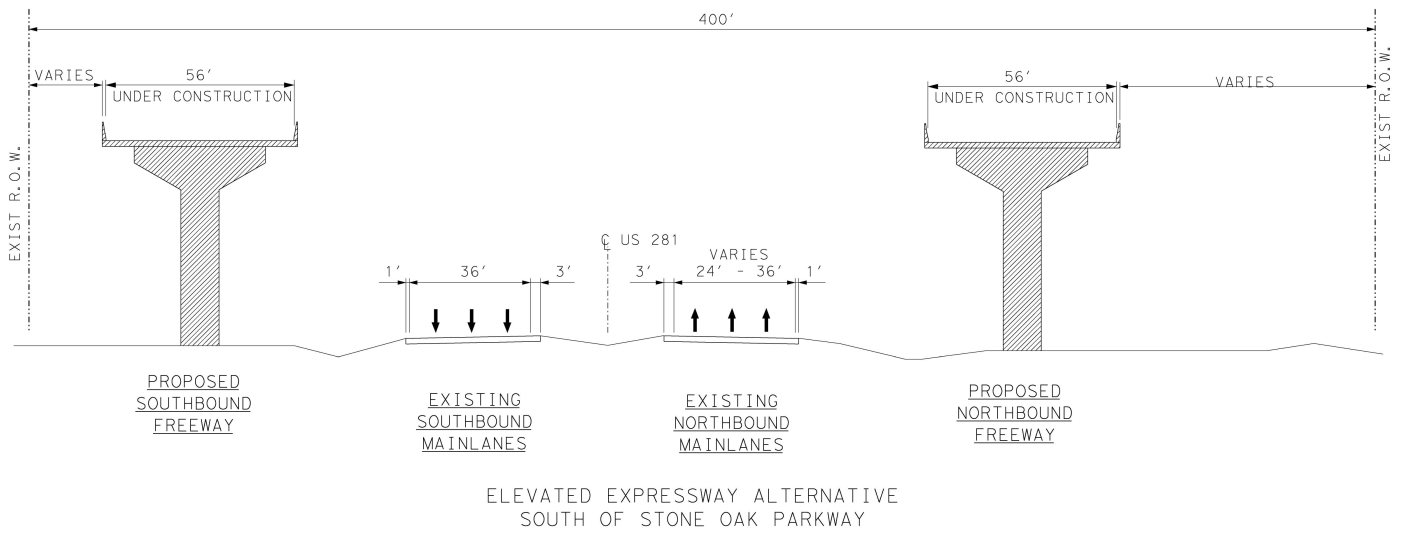 400'
VARIES
56'
UNDER CONSTRUCTION
56'
UNDER CONSTRUCTION
VARIES
EXIST R.O.W.
EXIST R.O.W.
℄ US 281
1'
36'
3'
3'
VARIES
24' - 36'
1'
PROPOSED
SOUTHBOUND
FREEWAY
EXISTING
SOUTHBOUND
MAINLANES
EXISTING
NORTHBOUND
MAINLANES
PROPOSED
NORTHBOUND
FREEWAY
ELEVATED EXPRESSWAY ALTERNATIVE
SOUTH OF STONE OAK PARKWAY